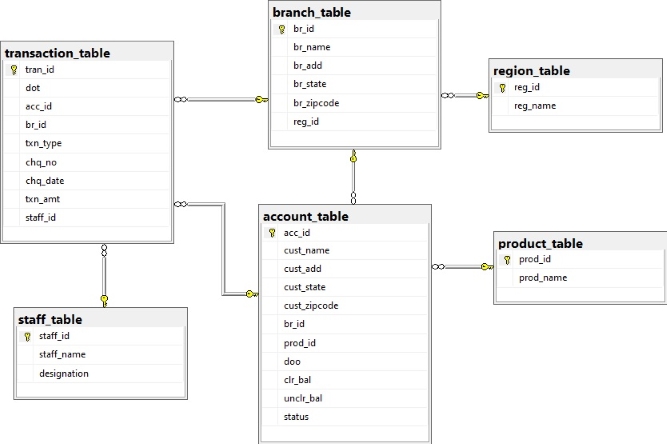 branch_table
br_id
br_name
br_add
br_state
br_zipcode
reg_id
transaction_table
tran_id
dot
acc_id
br_id
txn_type
chq_no
chq_date
txn_amt
staff_id
region_table
reg_id
reg_name
account_table
acc_id
cust_name
cust_add
cust_state
cust_zipcode
br_id
prod_id
doo
clr_bal
unclr_bal
status
product_table
prod_id
prod_name
staff_table
staff_id
staff_name
designation